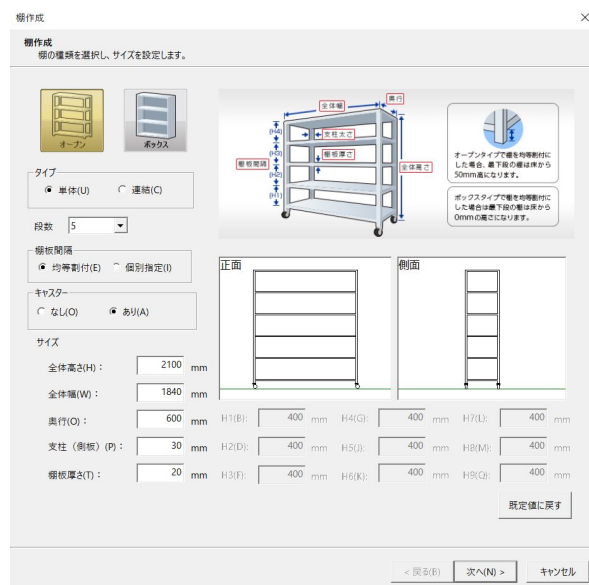 棚作成
棚作成
棚の種類を選択し、サイズを設定します。
オープン
ボックス
タイプ
単体(U)
連結(C)
段数
5
棚板間隔
均等割付(E)
個別指定(I)
キャスター
なし(O)
あり(A)
サイズ
全体高さ(H)：
2100
mm
全体幅(W)：
1840
mm
奥行(O)：
600
mm
支柱（側板）(P)：
30
mm
棚板厚さ(T)：
20
mm
全体幅
奥行
支柱太さ
棚板厚さ
棚板間隔
全体高さ
(H4)
(H3)
(H2)
(H1)
オープンタイプで棚を均等割付に
した場合、最下段の棚は床から
50mm高になります。
ボックスタイプで棚を均等割付に
した場合は最下段の棚は床から
0mmの高さになります。
正面
側面
H1(B):
400
mm
H4(G):
400
mm
H7(L):
400
mm
H2(D):
400
mm
H5(J):
400
mm
H8(M):
400
mm
H3(F):
400
mm
H6(K):
400
mm
H9(Q):
400
mm
既定値に戻す
< 戻る(B)
次へ(N) >
キャンセル